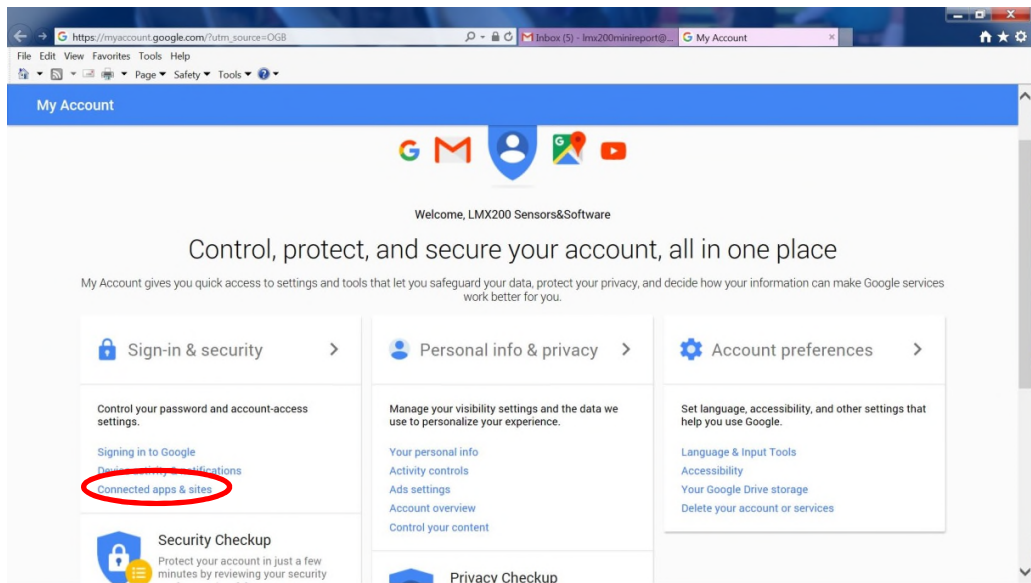 https://myaccount.google.com/?utm_source=OGB
M Inbox (5) - lmx200minireport@...
G My Account
File Edit View Favorites Tools Help
Page Safety Tools
My Account
G
Welcome, LMX200 Sensors&Software
Control, protect, and secure your account, all in one place
My Account gives you quick access to settings and tools that let you safeguard your data, protect your privacy, and decide how your information can make Google services
work better for you.
Sign-in & security
Control your password and account-access
settings.
Signing in to Google
Device activity & notifications
Connected apps & sites
Security Checkup
Protect your account in just a few
minutes by reviewing your security
Personal info & privacy
Manage your visibility settings and the data we
use to personalize your experience.
Your personal info
Activity controls
Ads settings
Account overview
Control your content
Privacy Checkup
Account preferences
Set language, accessibility, and other settings that
help you use Google.
Language & Input Tools
Accessibility
Your Google Drive storage
Delete your account or services